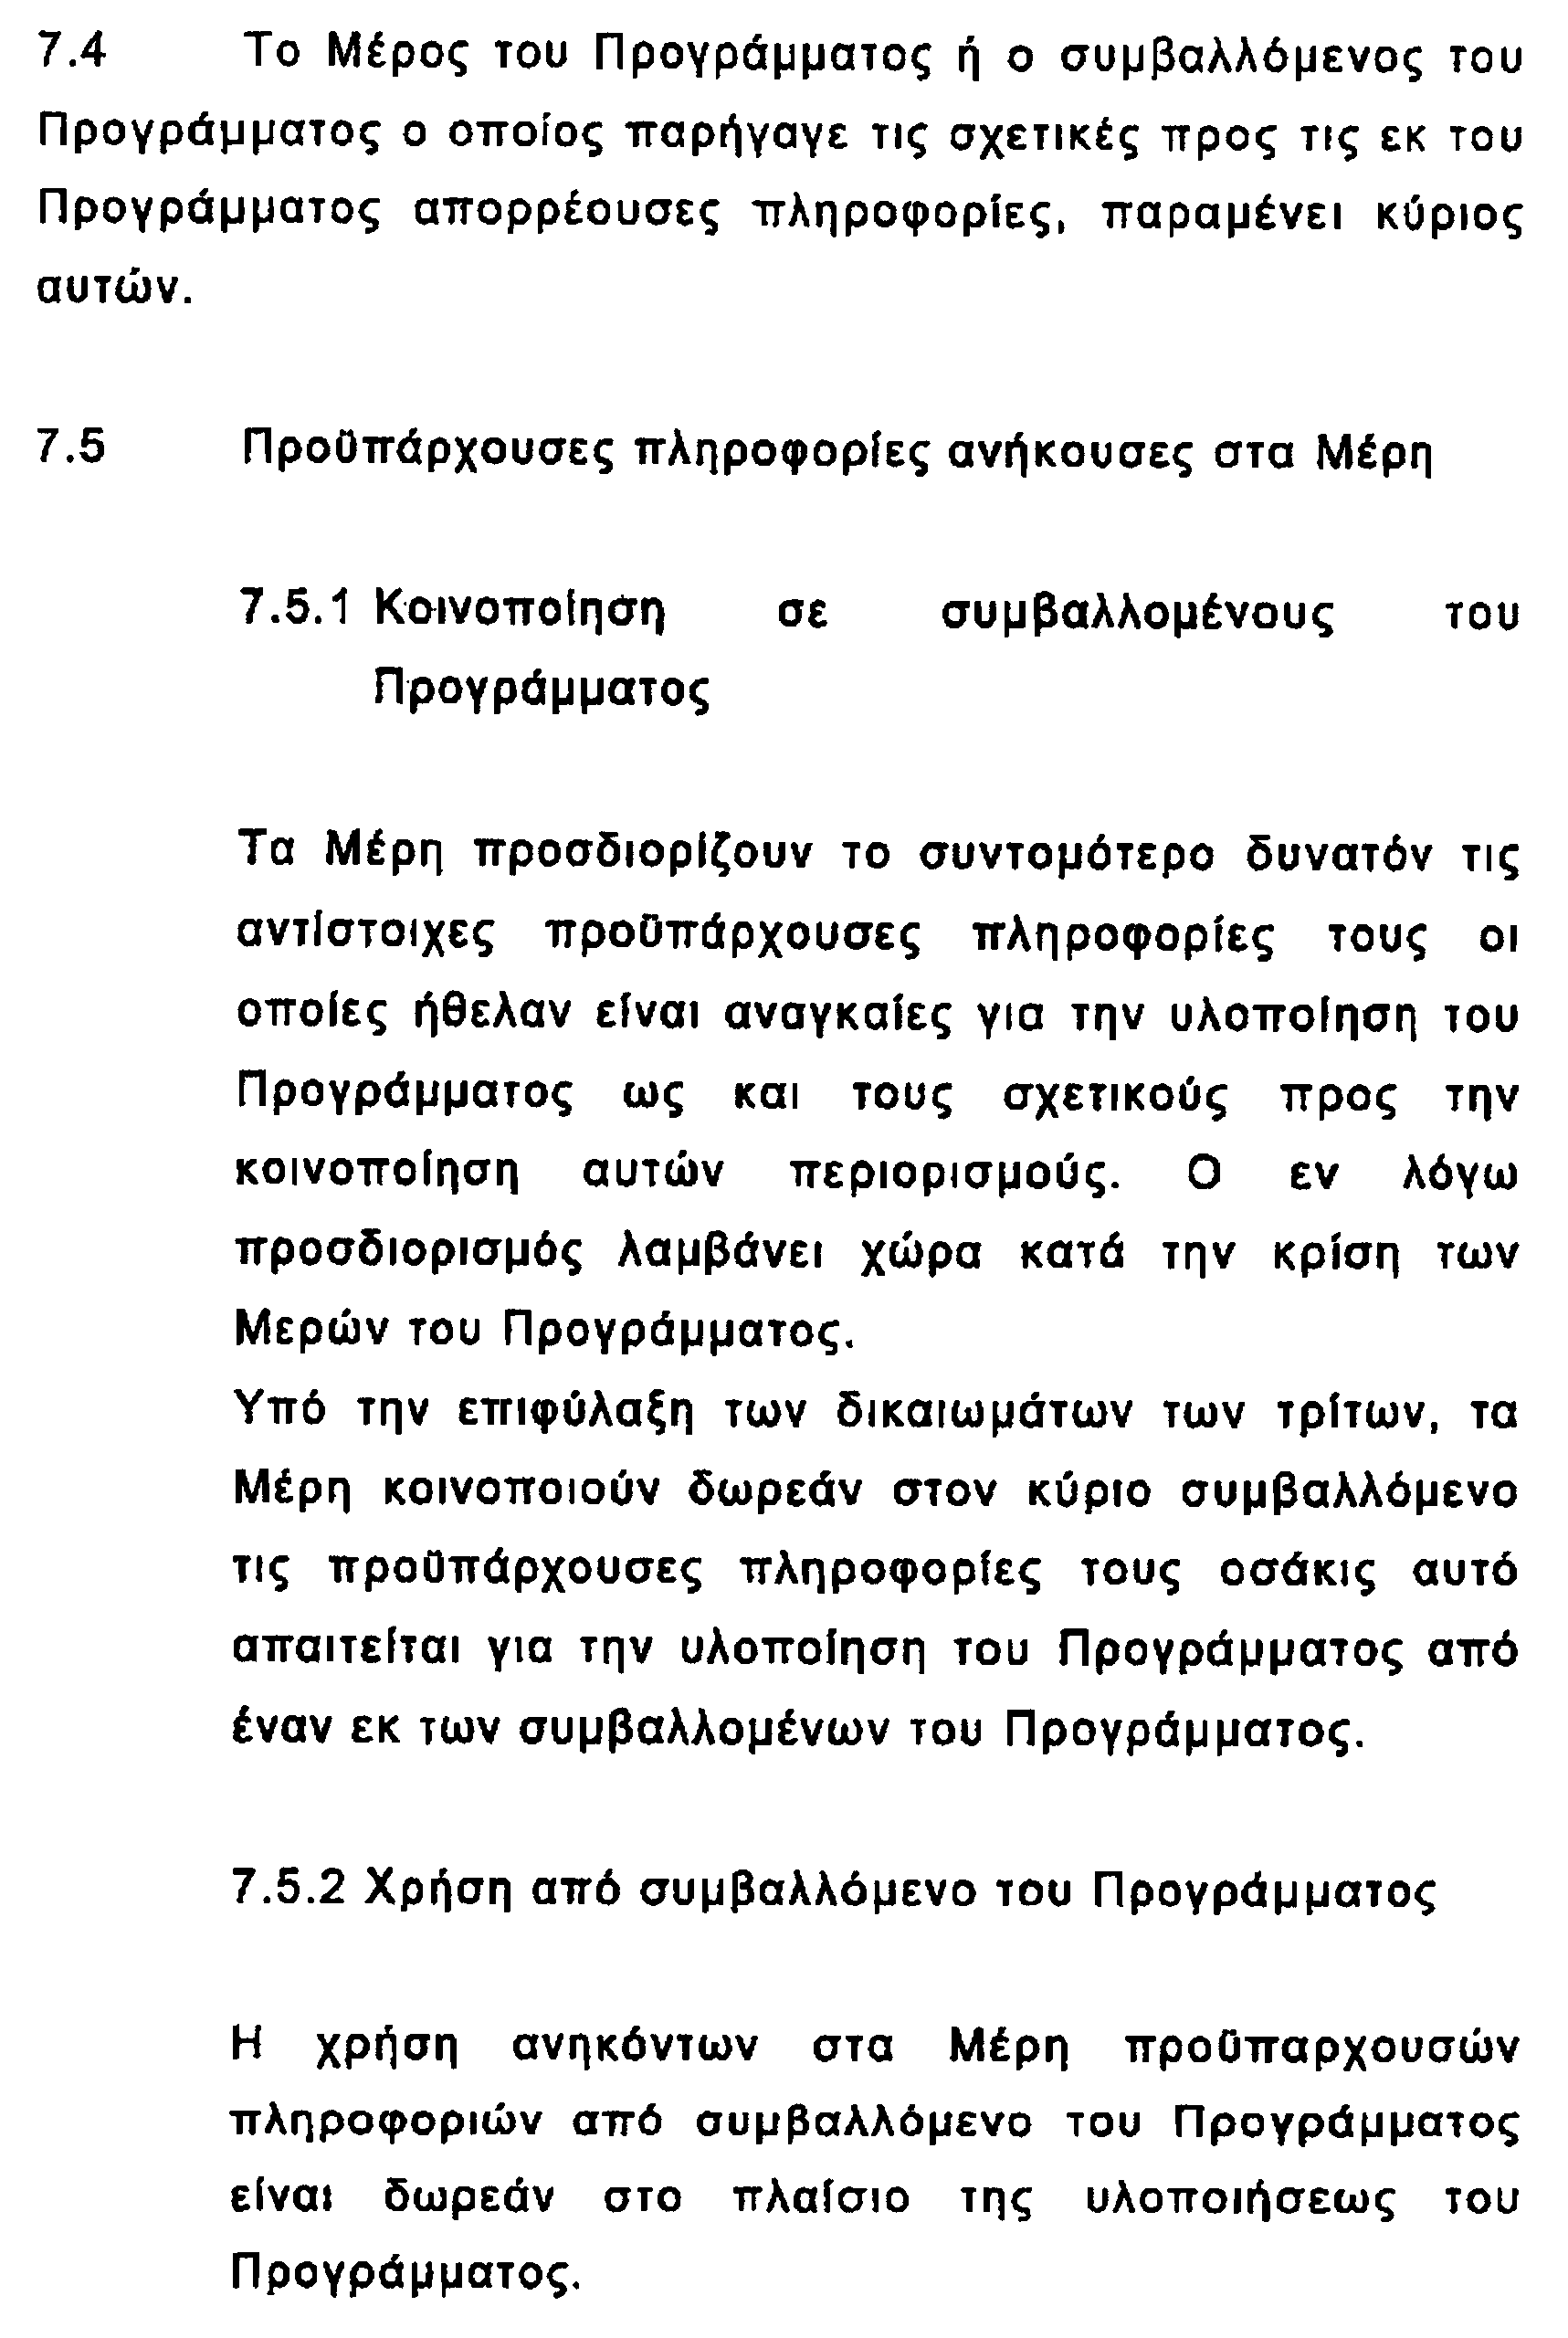 7.4 Το Μέρος του Προγράμματος ή ο συμβαλλόμενος του
Προγράμματος ο οποίος παρήγαγε τις σχετικές προς τις εκ του
Προγράμματος απορρέουσες πληροφορίες, παραμένει κύριος
αυτών.
7.5 Προϋπάρχουσες πληροφορίες ανήκουσες στα Μέρη
7.5.1 Κοινοποίηση σε συμβαλλομένους του
Προγράμματος
Τα Μέρη προσδιορίζουν το συντομότερο δυνατόν τις
αντίστοιχες προϋπάρχουσες πληροφορίες τους οι
οποίες ήθελαν είναι αναγκαίες για την υλοποίηση του
Προγράμματος ως και τους σχετικούς προς την
κοινοποίηση αυτών περιορισμούς. Ο εν λόγω
προσδιορισμός λαμβάνει χώρα κατά την κρίση των
Μερών του Προγράμματος.
Υπό την επιφύλαξη των δικαιωμάτων των τρίτων, τα
Μέρη κοινοποιούν δωρεάν στον κύριο συμβαλλόμενο
τις προϋπάρχουσες πληροφορίες τους οσάκις αυτό
απαιτείται για την υλοποίηση του Προγράμματος από
έναν εκ των συμβαλλομένων του Προγράμματος.
7.5.2 Χρήση από συμβαλλόμενο του Προγράμματος
Η χρήση ανηκόντων στα Μέρη προϋπαρχουσών
πληροφοριών από συμβαλλόμενο του Προγράμματος
είναι δωρεάν στο πλαίσιο της υλοποιήσεως του
Προγράμματος.